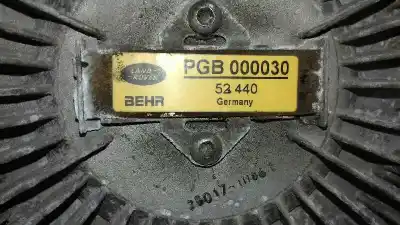 LAND
ROVER
PGB 000030
52 440
BEHR
Germany